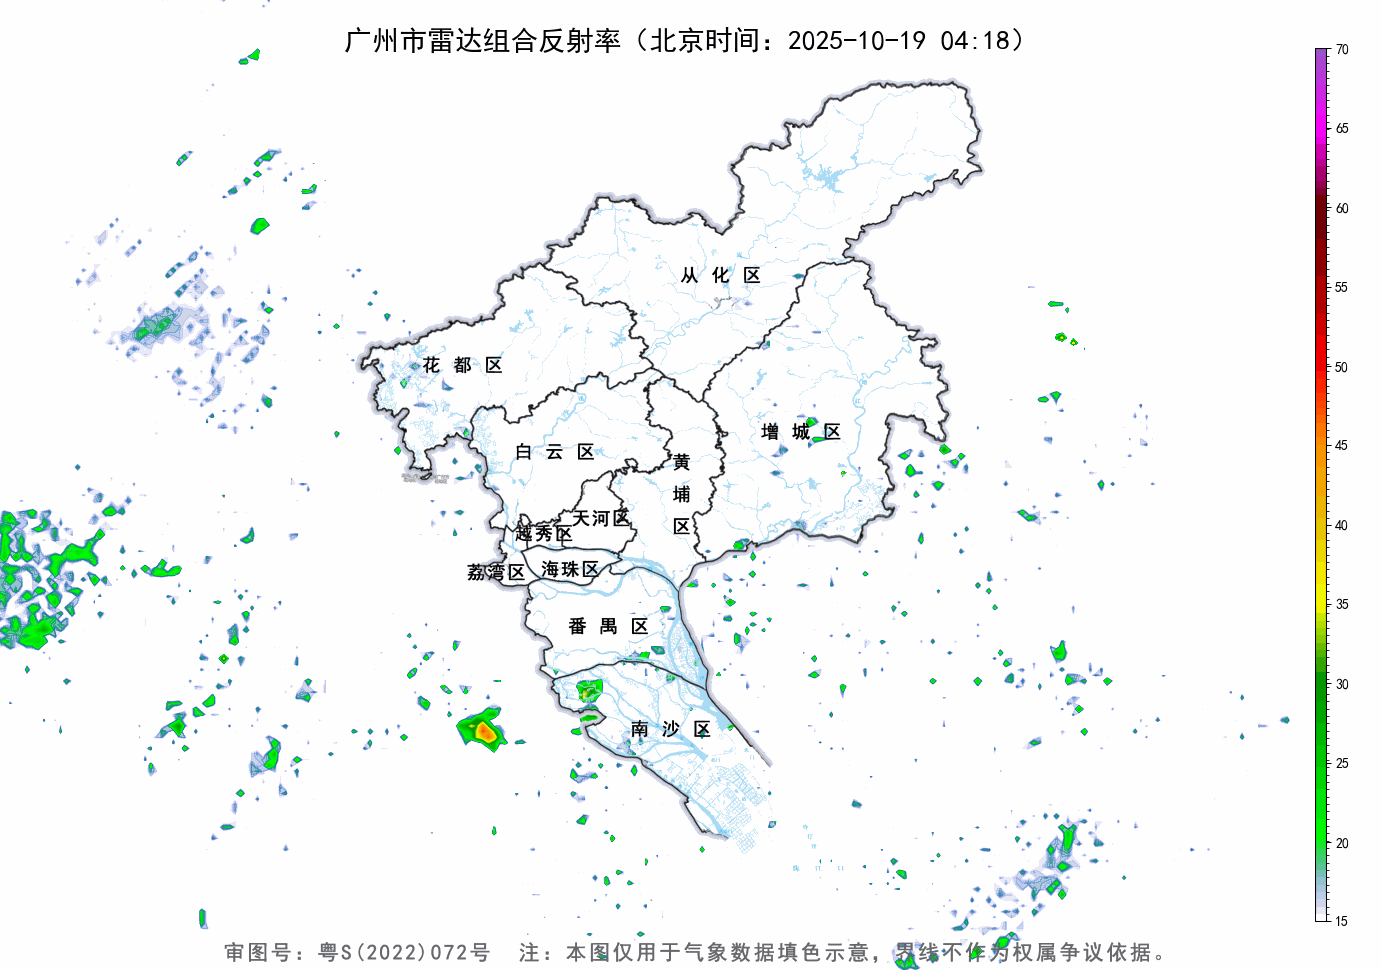 广州市雷达组合反射率（北京时间：2025-10-19 04:18）
70
65
60
55
50
45
40
35
30
25
20
15
从化区
花都区
增城区
白云区
黄埔区
天河区
越秀区
荔湾区
海珠区
番禺区
南沙区
审图号：粤S(2022)072号 注：本图仅用于气象数据填色示意，界线不作为权属争议依据。